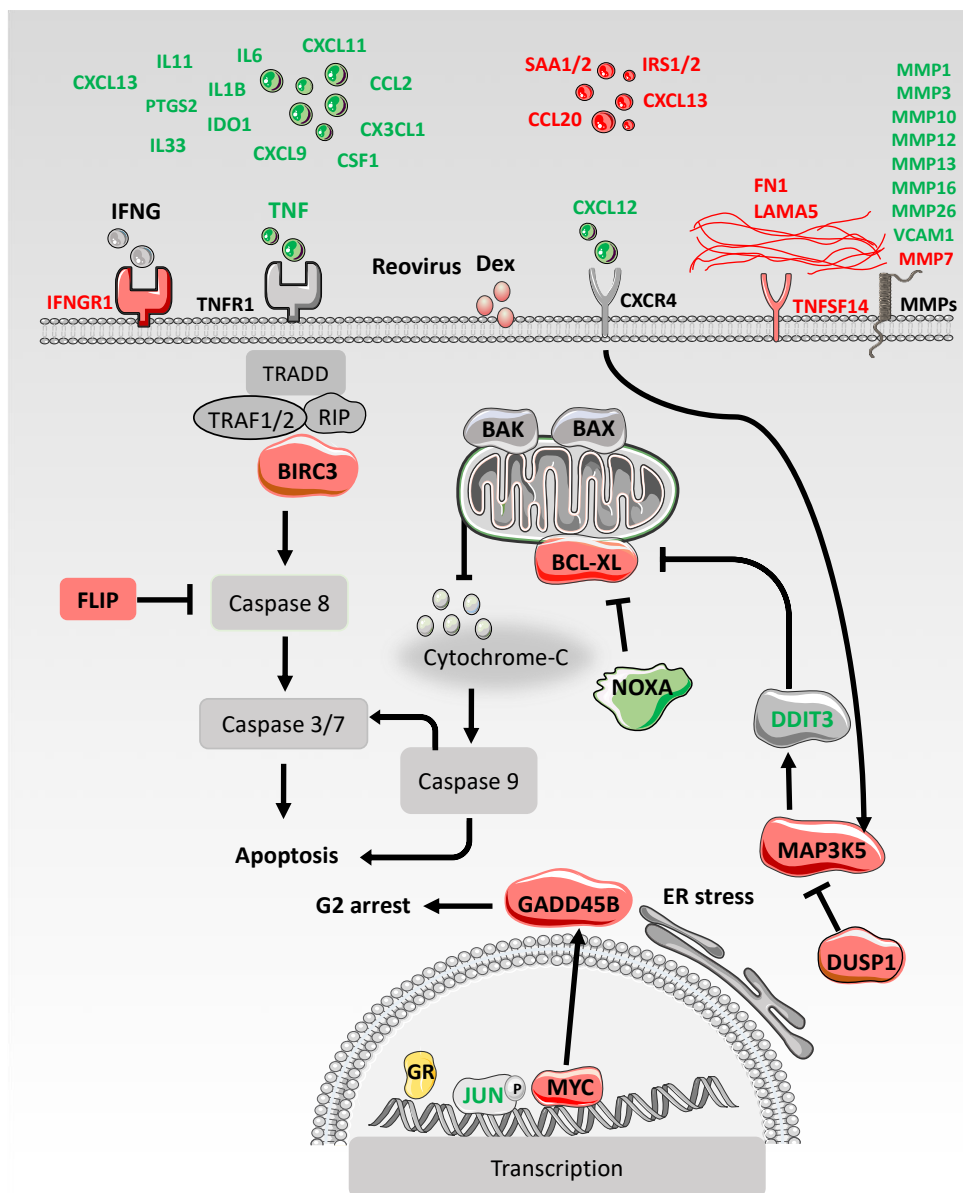 CXCL11
IL6
IL11
CXCL13
IL1B
CCL2
PTGS2
IDO1
CX3CL1
IL33
CXCL9
CSF1
SAA1/2
IRS1/2
CXCL13
CCL20
MMP1
MMP3
MMP10
MMP12
MMP13
MMP16
MMP26
VCAM1
MMP7
FN1
LAMA5
IFNG
TNF
CXCL12
Reovirus
Dex
IFNGR1
TNFR1
CXCR4
TNFSF14
MMPs
TRADD
TRAF1/2
RIP
BIRC3
BAK
BAX
BCL-XL
FLIP
Caspase 8
Cytochrome-C
NOXA
DDIT3
Caspase 3/7
Caspase 9
MAP3K5
Apoptosis
G2 arrest
GADD45B
ER stress
DUSP1
GR
JUN
P
MYC
Transcription